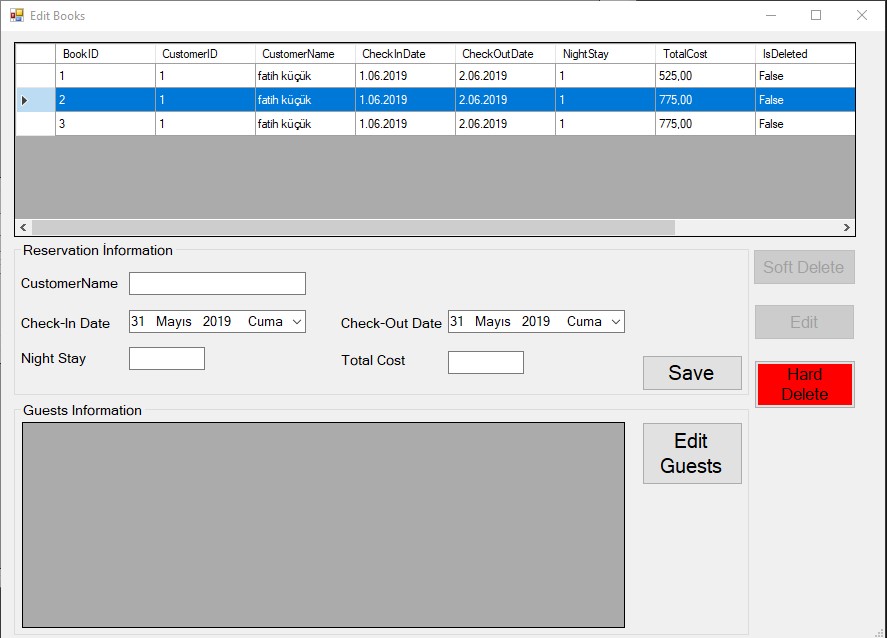 Edit Books
BookID CustomerID CustomerName CheckInDate CheckOutDate NightStay TotalCost IsDeleted
1 1 fatih küçük 1.06.2019 2.06.2019 1 525,00 False
2 1 fatih küçük 1.06.2019 2.06.2019 1 775,00 False
3 1 fatih küçük 1.06.2019 2.06.2019 1 775,00 False
Reservation İnformation
CustomerName
Check-In Date 31 Mayıs 2019 Cuma
Check-Out Date 31 Mayıs 2019 Cuma
Night Stay
Total Cost
Save
Soft Delete
Edit
Hard
Delete
Guests Information
Edit
Guests